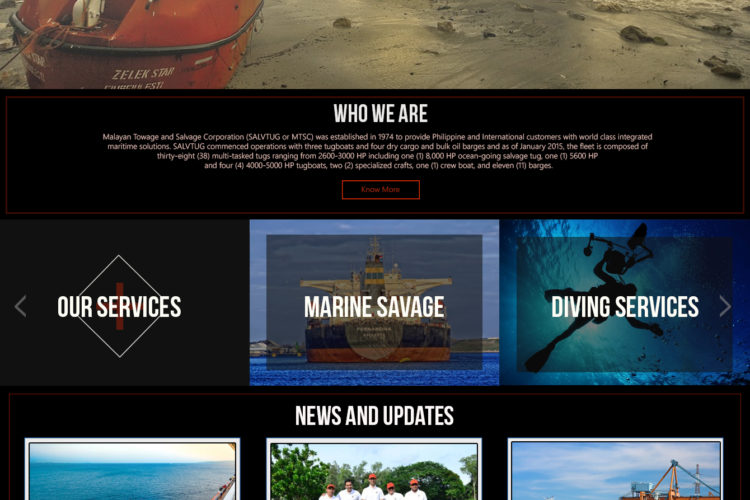 ZELEK STAR
WHO WE ARE
Malayan Towage and Salvage Corporation (SALVTUG or MTSC) was established in 1974 to provide Philippine and International customers with world class integrated
maritime solutions. SALVTUG commenced operations with three tugboats and four dry cargo and bulk oil barges and as of January 2015, the fleet is composed of
thirty-eight (38) multi-tasked tugs ranging from 2600-3000 HP including one (1) 8,000 HP ocean-going salvage tug, one (1) 5600 HP
and four (4) 4000-5000 HP tugboats, two (2) specialized crafts, one (1) crew boat, and eleven (11) barges.
Know More
OUR SERVICES
MARINE SAVAGE
DIVING SERVICES
NEWS AND UPDATES